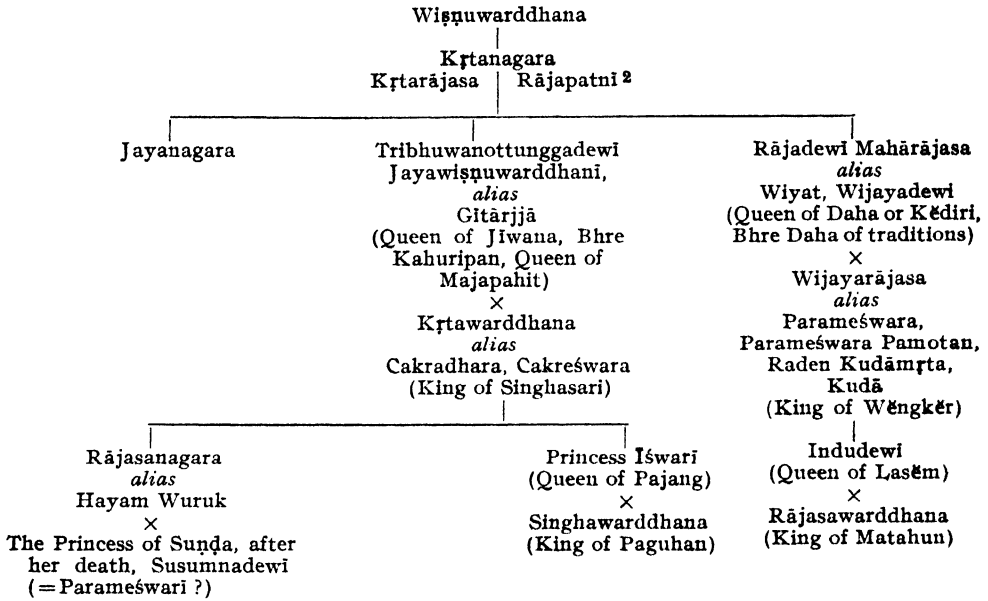 Wiṣṇuwarddhana
Kṛtanagara
Kṛtarājasa Rājapatnī 2
Jayanagara
Tribhuwanottunggadewī
Jayawiṣṇuwarddhanī,
alias
Gītārjjā
(Queen of Jīwana, Bhre
Kahuripan, Queen of
Majapahit)
×
Kṛtawarddhana
alias
Cakradhara, Cakreśwara
(King of Singhasari)
Rājadewī Mahārājasa
alias
Wiyat, Wijayadewī
(Queen of Daha or Kĕdiri,
Bhre Daha of traditions)
×
Wijayarājasa
alias
Parameśwara,
Parameśwara Pamotan,
Raden Kudāmṛta,
Kudā
(King of Wĕngkĕr)
Rājasanagara
alias
Hayam Wuruk
×
The Princess of Suṇḍa, after
her death, Susumnadewī
(=Parameśwarī ?)
Princess Īśwarī
(Queen of Pajang)
×
Singhawarddhana
(King of Paguhan)
Indudewī
(Queen of Lasĕm)
×
Rājasawarddhana
(King of Matahun)